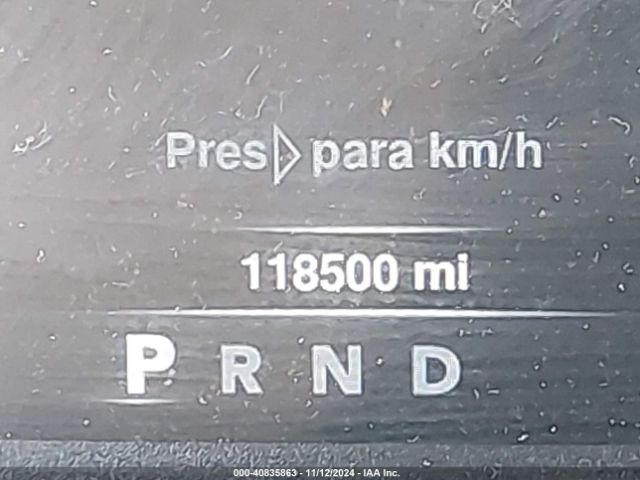 Pres▷para km/h
118500 mi
P R N D
000-40835863 - 11/12/2024 - IAA Inc.